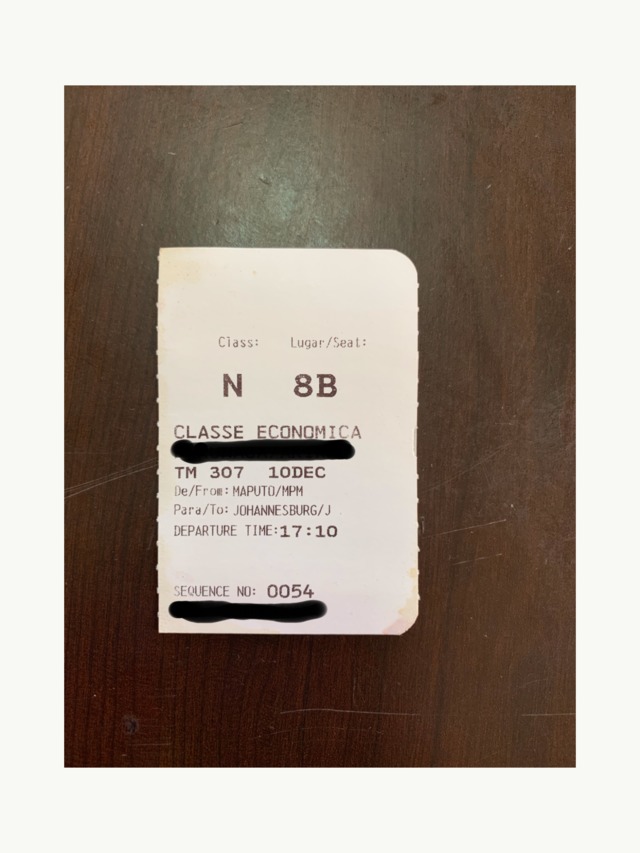 Class: Lugar/Seat:
N 8B
CLASSE ECONOMICA
TM 307 10DEC
De/From: MAPUTO/MPM
Para/To: JOHANNESBURG/J
DEPARTURE TIME:17:10
SEQUENCE NO: 0054